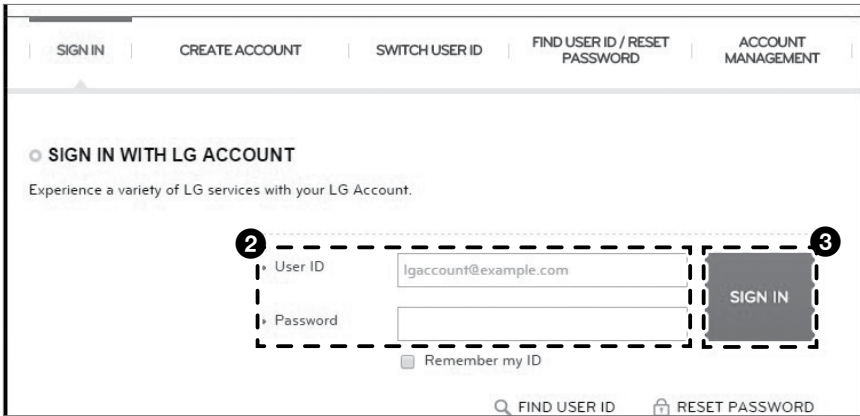 SIGN IN
CREATE ACCOUNT
SWITCH USER ID
FIND USER ID / RESET
PASSWORD
ACCOUNT
MANAGEMENT
SIGN IN WITH LG ACCOUNT
Experience a variety of LG services with your LG Account.
2
3
User ID
lgaccount@example.com
SIGN IN
Password
Remember my ID
FIND USER ID
RESET PASSWORD